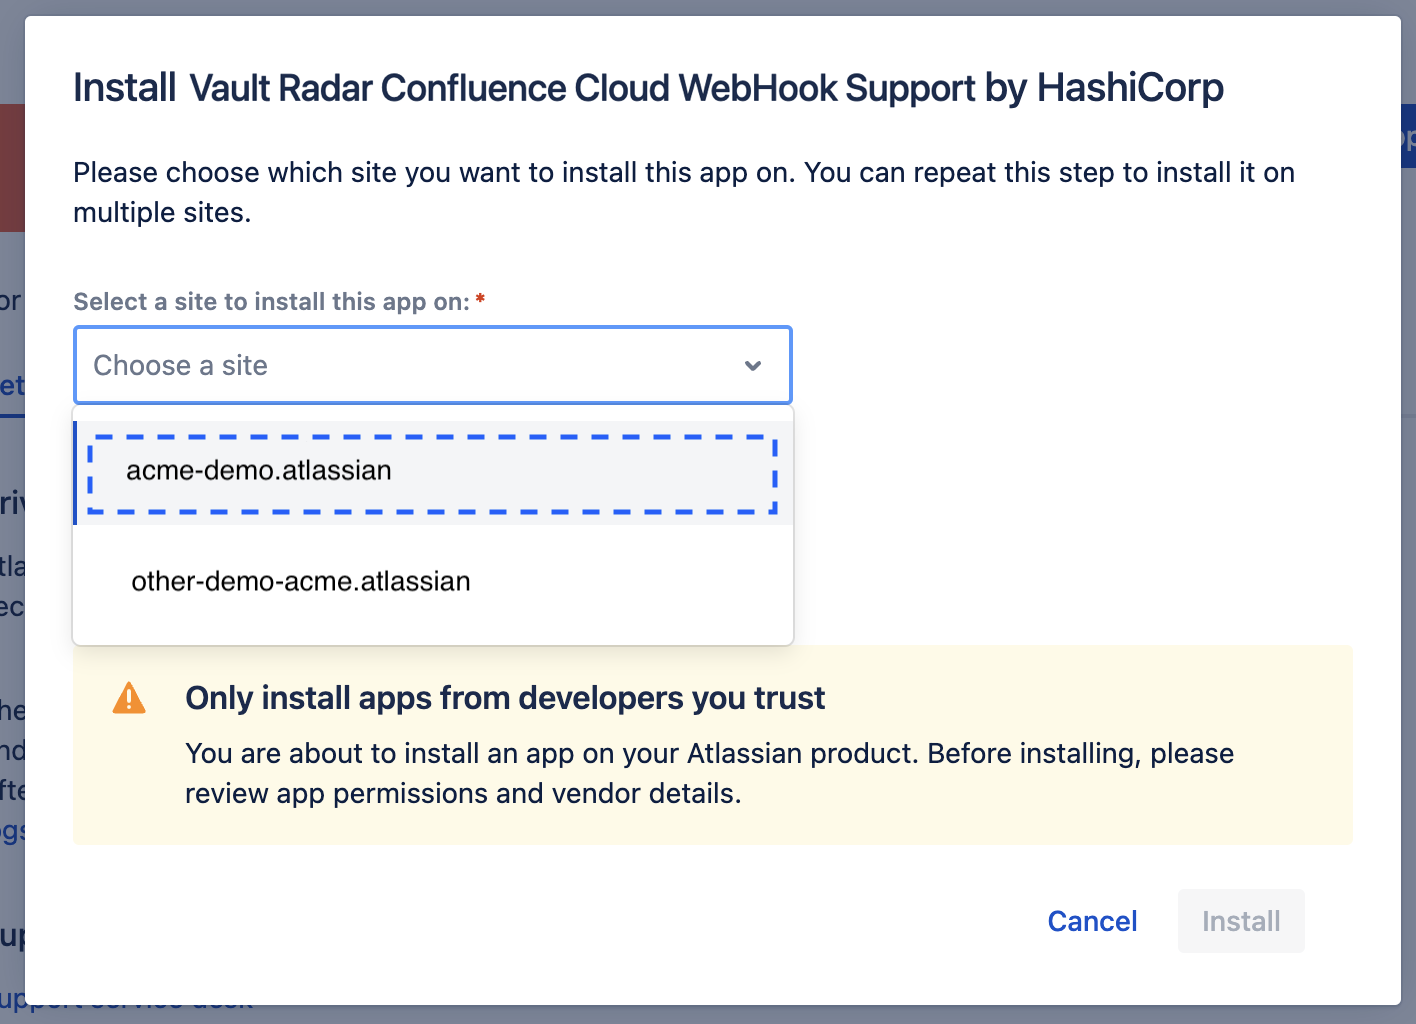 Install Vault Radar Confluence Cloud WebHook Support by HashiCorp
Please choose which site you want to install this app on. You can repeat this step to install it on
multiple sites.
Select a site to install this app on: *
Choose a site
acme-demo.atlassian
other-demo-acme.atlassian
Only install apps from developers you trust
You are about to install an app on your Atlassian product. Before installing, please
review app permissions and vendor details.
Cancel
Install